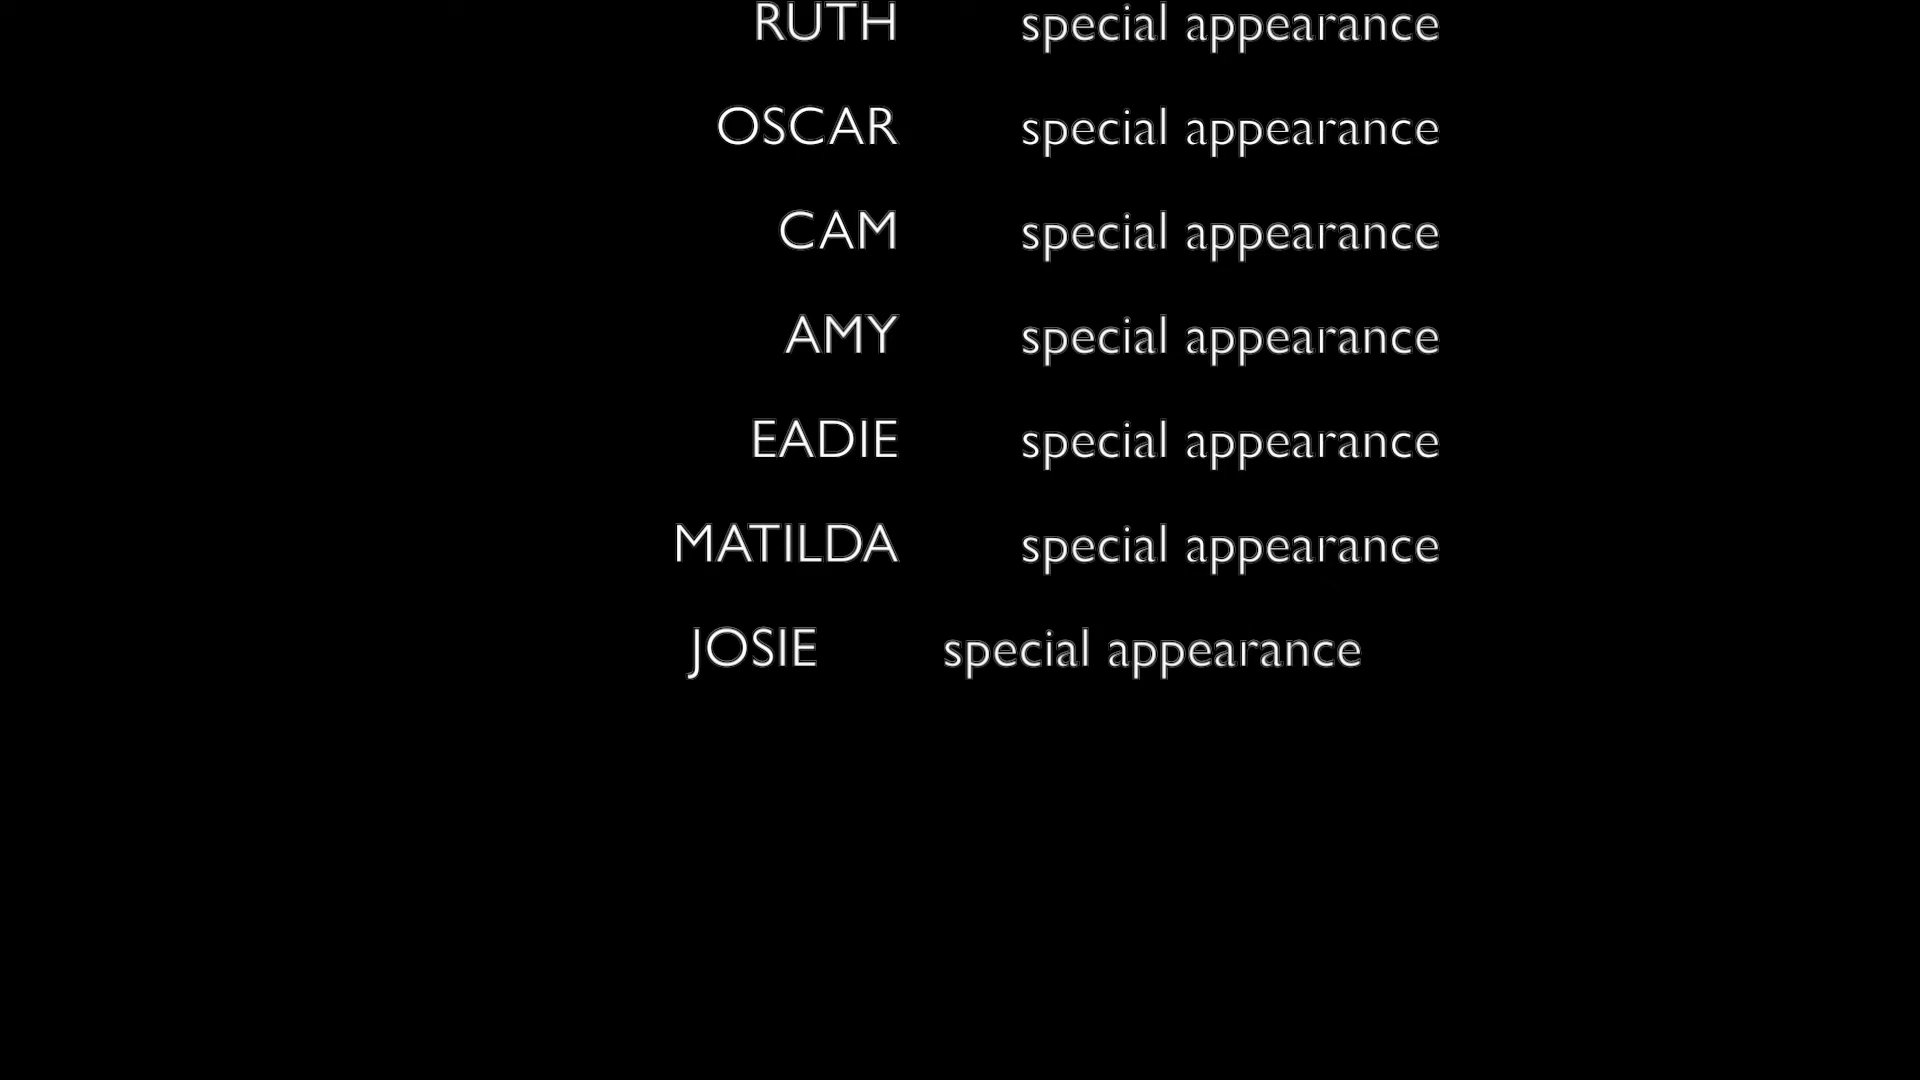 RUTH special appearance
OSCAR special appearance
CAM special appearance
AMY special appearance
EADIE special appearance
MATILDA special appearance
JOSIE special appearance